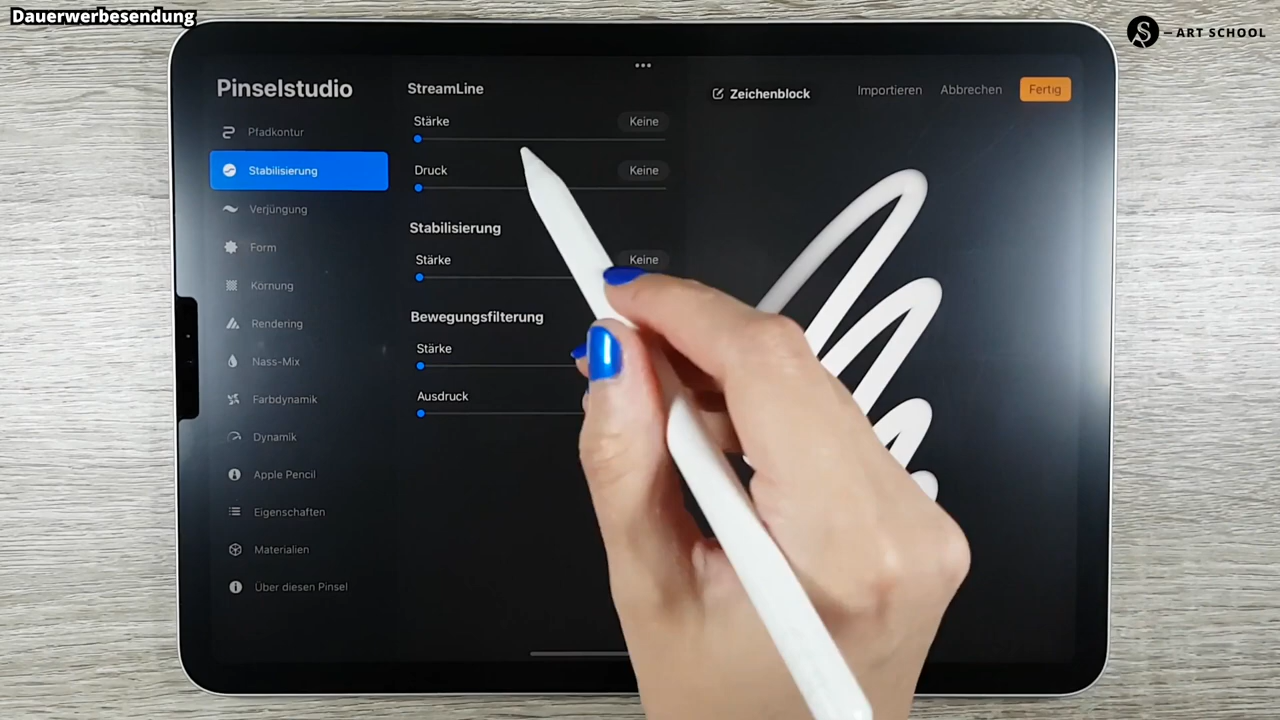 Dauerwerbesendung
S – ART SCHOOL
Pinselstudio
Pfadkontur
Stabilisierung
Verjüngung
Form
Körnung
Rendering
Nass-Mix
Farbdynamik
Dynamik
Apple Pencil
Eigenschaften
Materialien
Über diesen Pinsel
StreamLine
Stärke Keine
Druck Keine
Stabilisierung
Stärke Keine
Bewegungsfilterung
Stärke
Ausdruck
Zeichenblock
Importieren Abbrechen Fertig